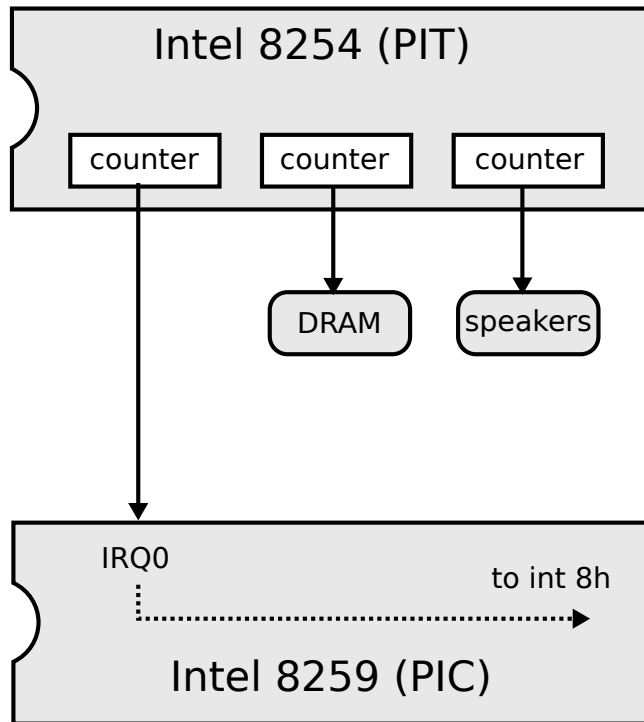 Intel 8254 (PIT)
counter counter counter
DRAM speakers
IRQ0
to int 8h
Intel 8259 (PIC)